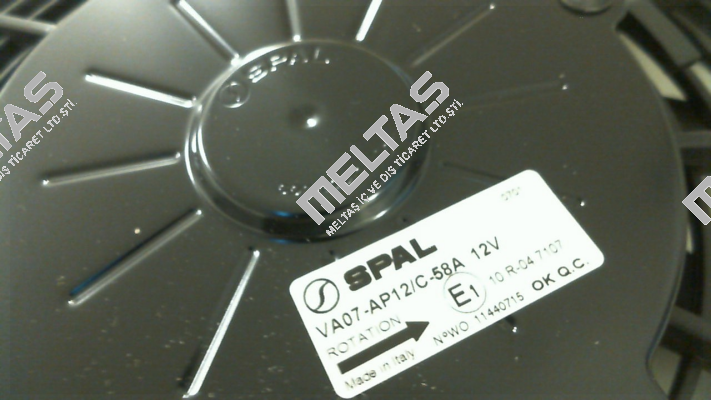 SPAL
MELTAS
MELTAS İÇ VE DIŞ TİCARET LTD ŞTİ.
MELTAS
MELTAS İÇ VE DIŞ TİCARET LTD.ŞTİ.
SPAL
VA07-AP12/C-58A 12V
ROTATION
E1
10 R-04 7107
Made in Italy
N°WO 11440715 OK Q.C.